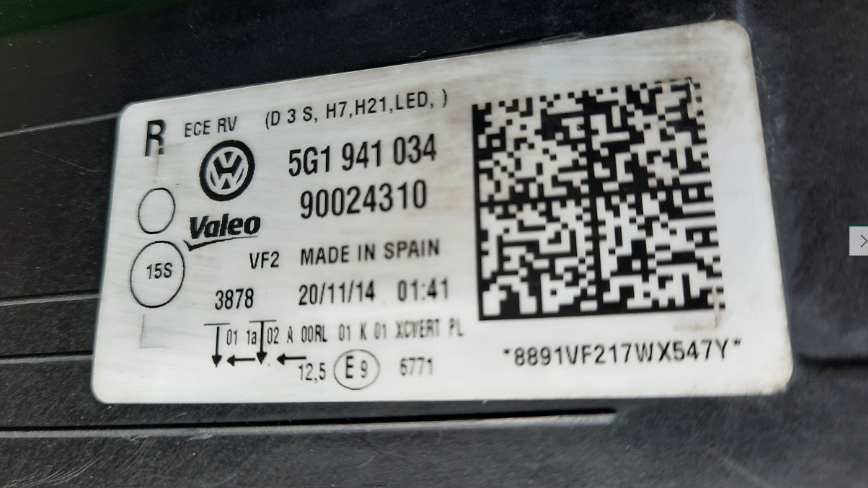 R ECE RV (D 3 S, H7,H21,LED, )
5G1 941 034
90024310
Valeo
15S
VF2 MADE IN SPAIN
3878 20/11/14 01:41
01 1a 02 A 00RL 01 K 01 XCVERT PL
12,5 E9 6771
*8891VF217WX547Y*